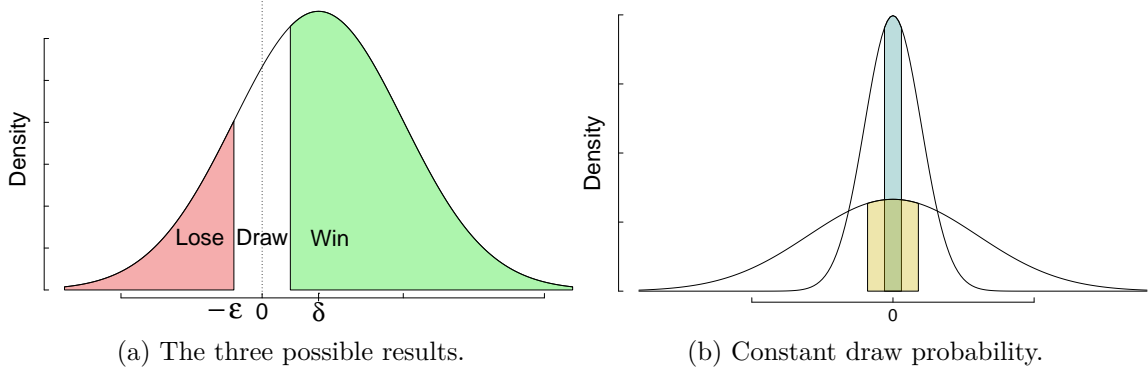 Density
Lose Draw Win
−ε 0 δ
(a) The three possible results.
Density
0
(b) Constant draw probability.